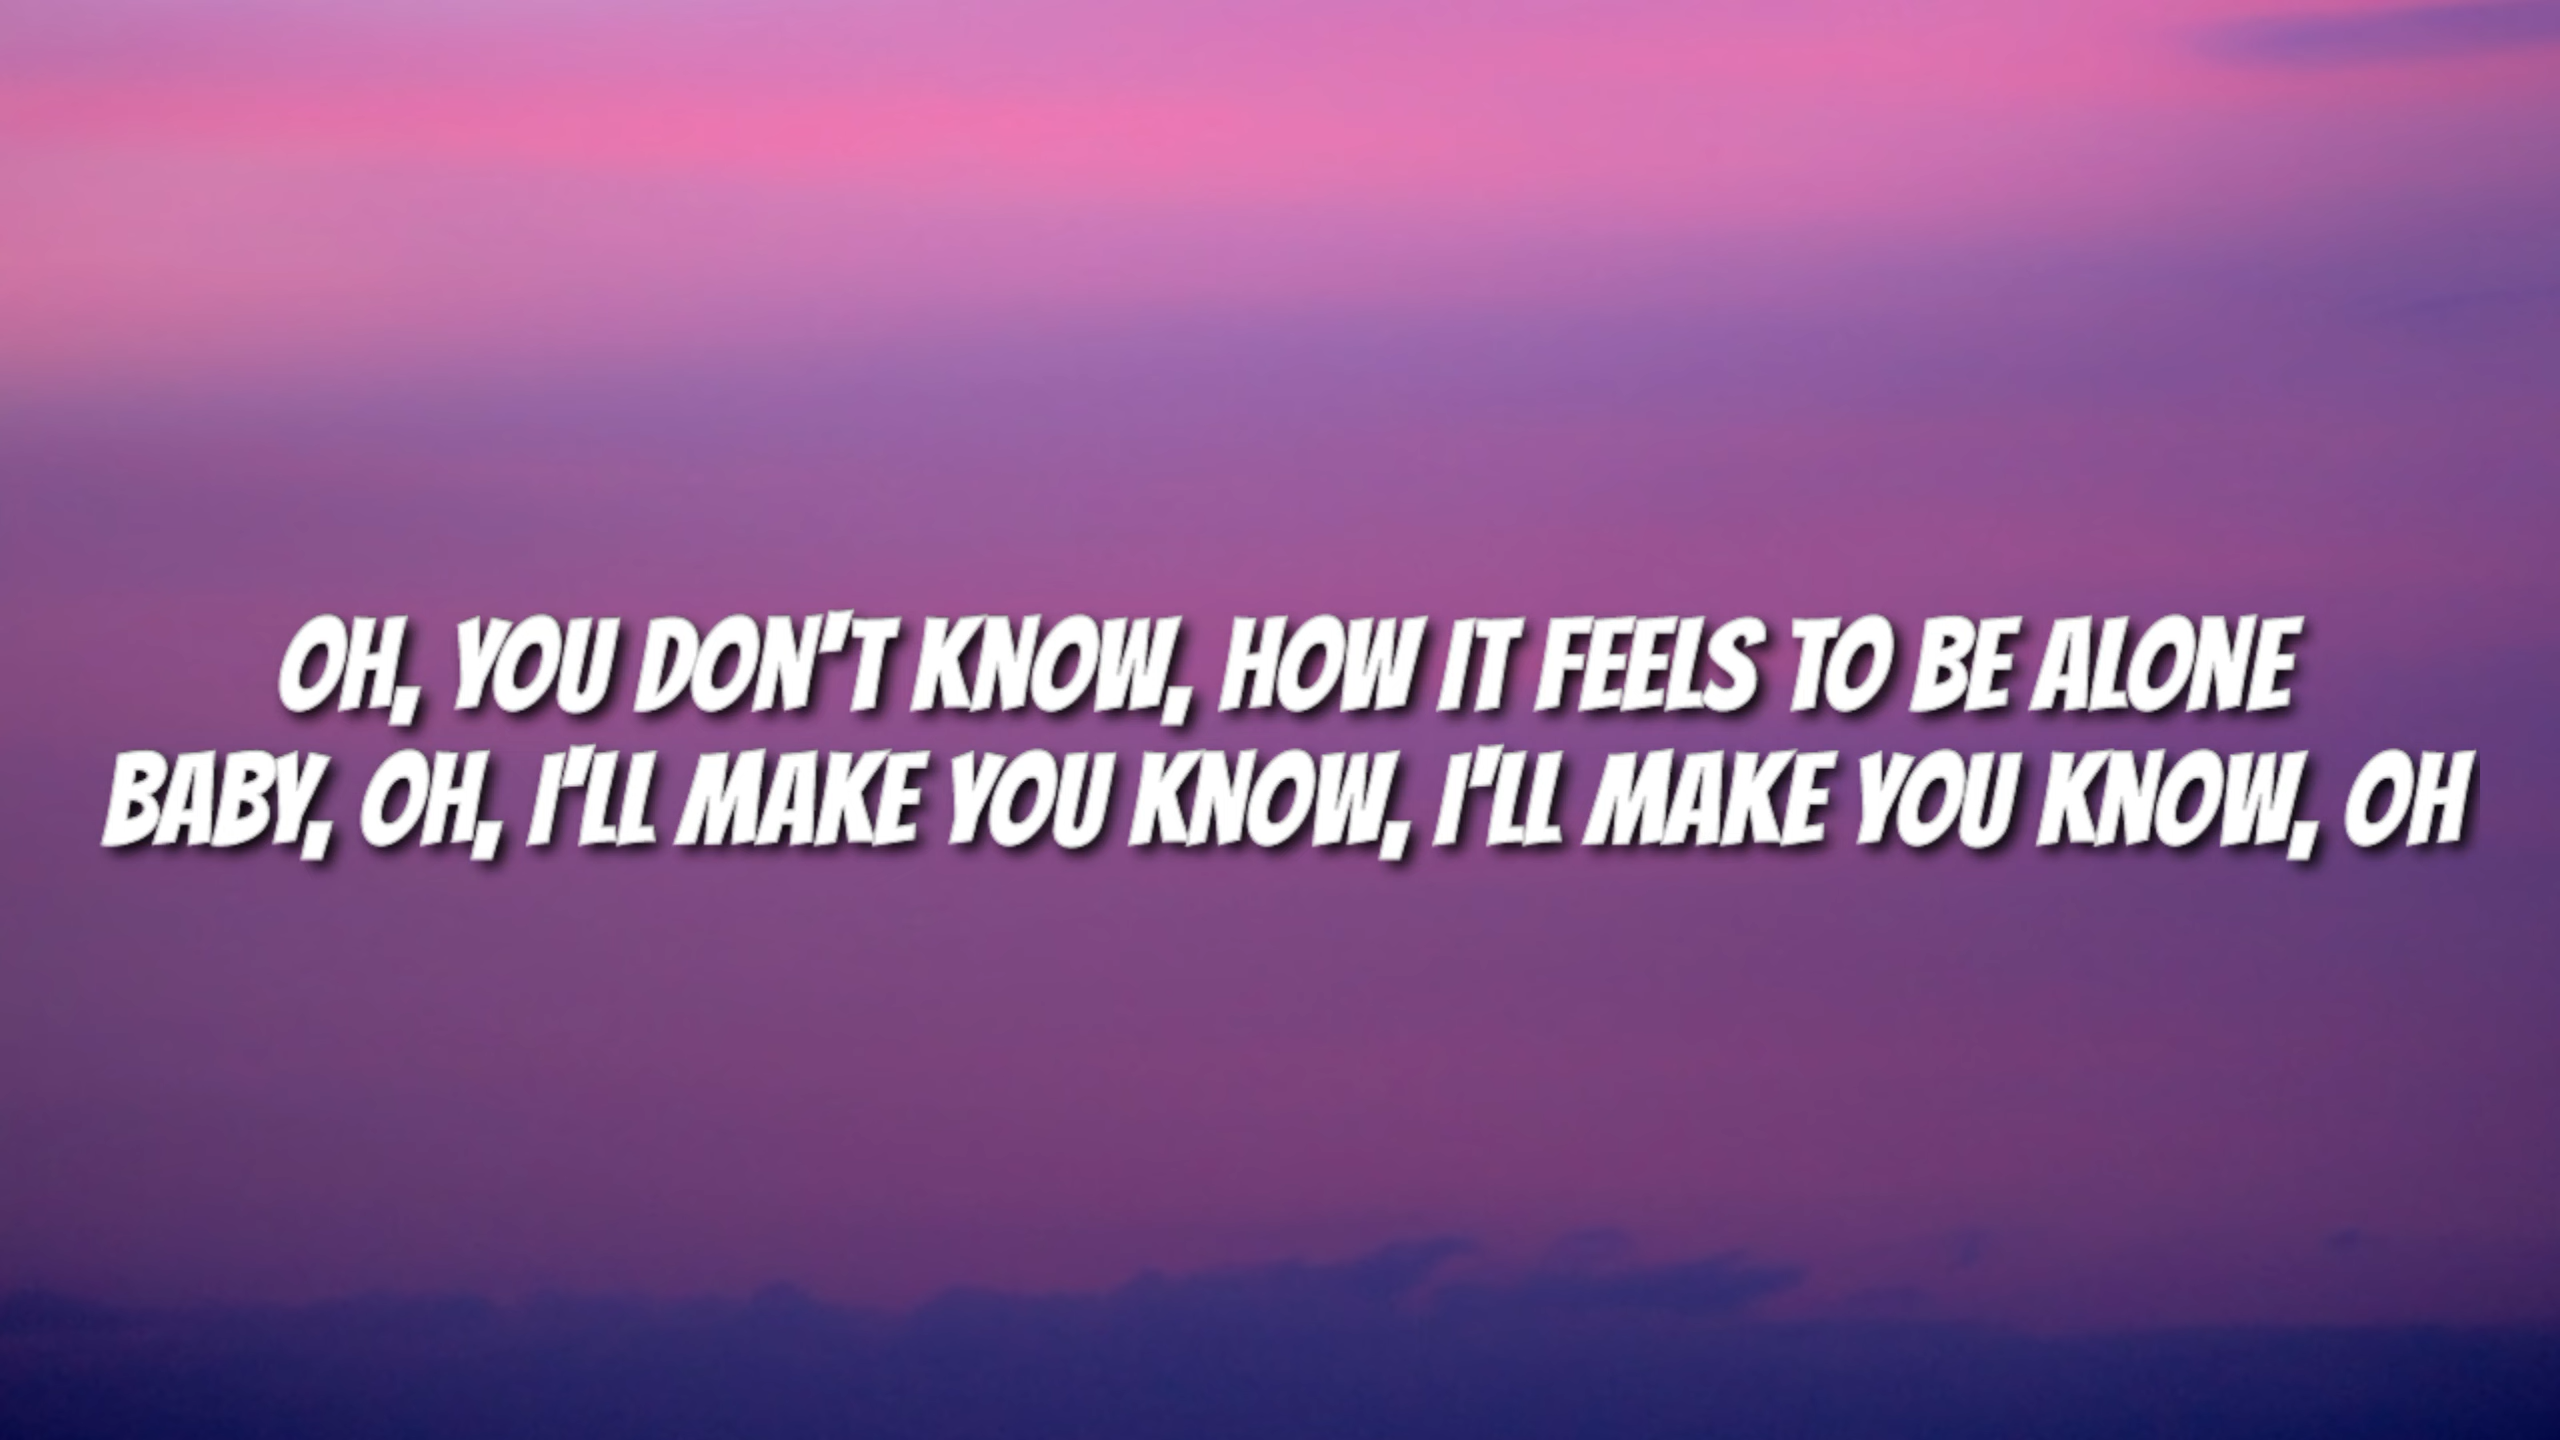 OH, YOU DON'T KNOW, HOW IT FEELS TO BE ALONE
BABY, OH, I'LL MAKE YOU KNOW, I'LL MAKE YOU KNOW, OH